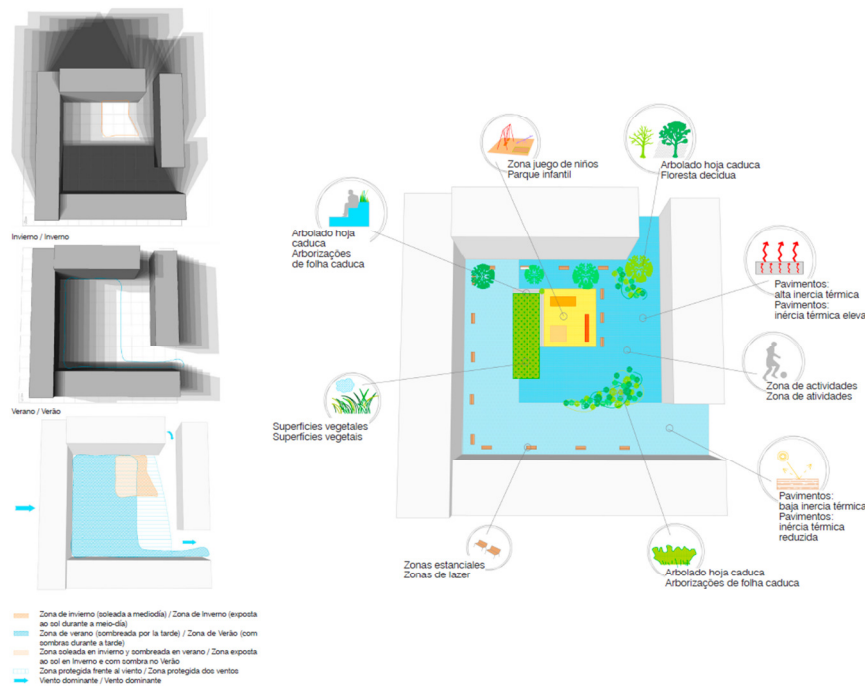 Invierno / Inverno
Verano / Verão
Zona de invierno (soleada a mediodía) / Zona de Inverno (exposta
ao sol durante a meio-día)
Zona de verano (sombreada por la tarde) / Zona de Verão (com
sombras durante a tarde)
Zona soleada en invierno y sombreada en verano / Zona exposta
ao sol en Inverno e com sombra no Verão
Zona protegida frente al viento / Zona protegida dos ventos
Viento dominante / Vento dominante
Zona juego de niños
Parque infantil
Arbolado hoja caduca
Floresta decidua
Arbolado hoja
caduca
Arborizações
de folha caduca
Pavimentos:
alta inercia térmica
Pavimentos:
inércia térmica eleva
Zona de actividades
Zona de atividades
Superficies vegetales
Superfícies vegetais
Pavimentos:
baja inercia térmica
Pavimentos:
inércia térmica
reduzida
Zonas estanciales
Zonas de lazer
Arbolado hoja caduca
Arborizações de folha caduca